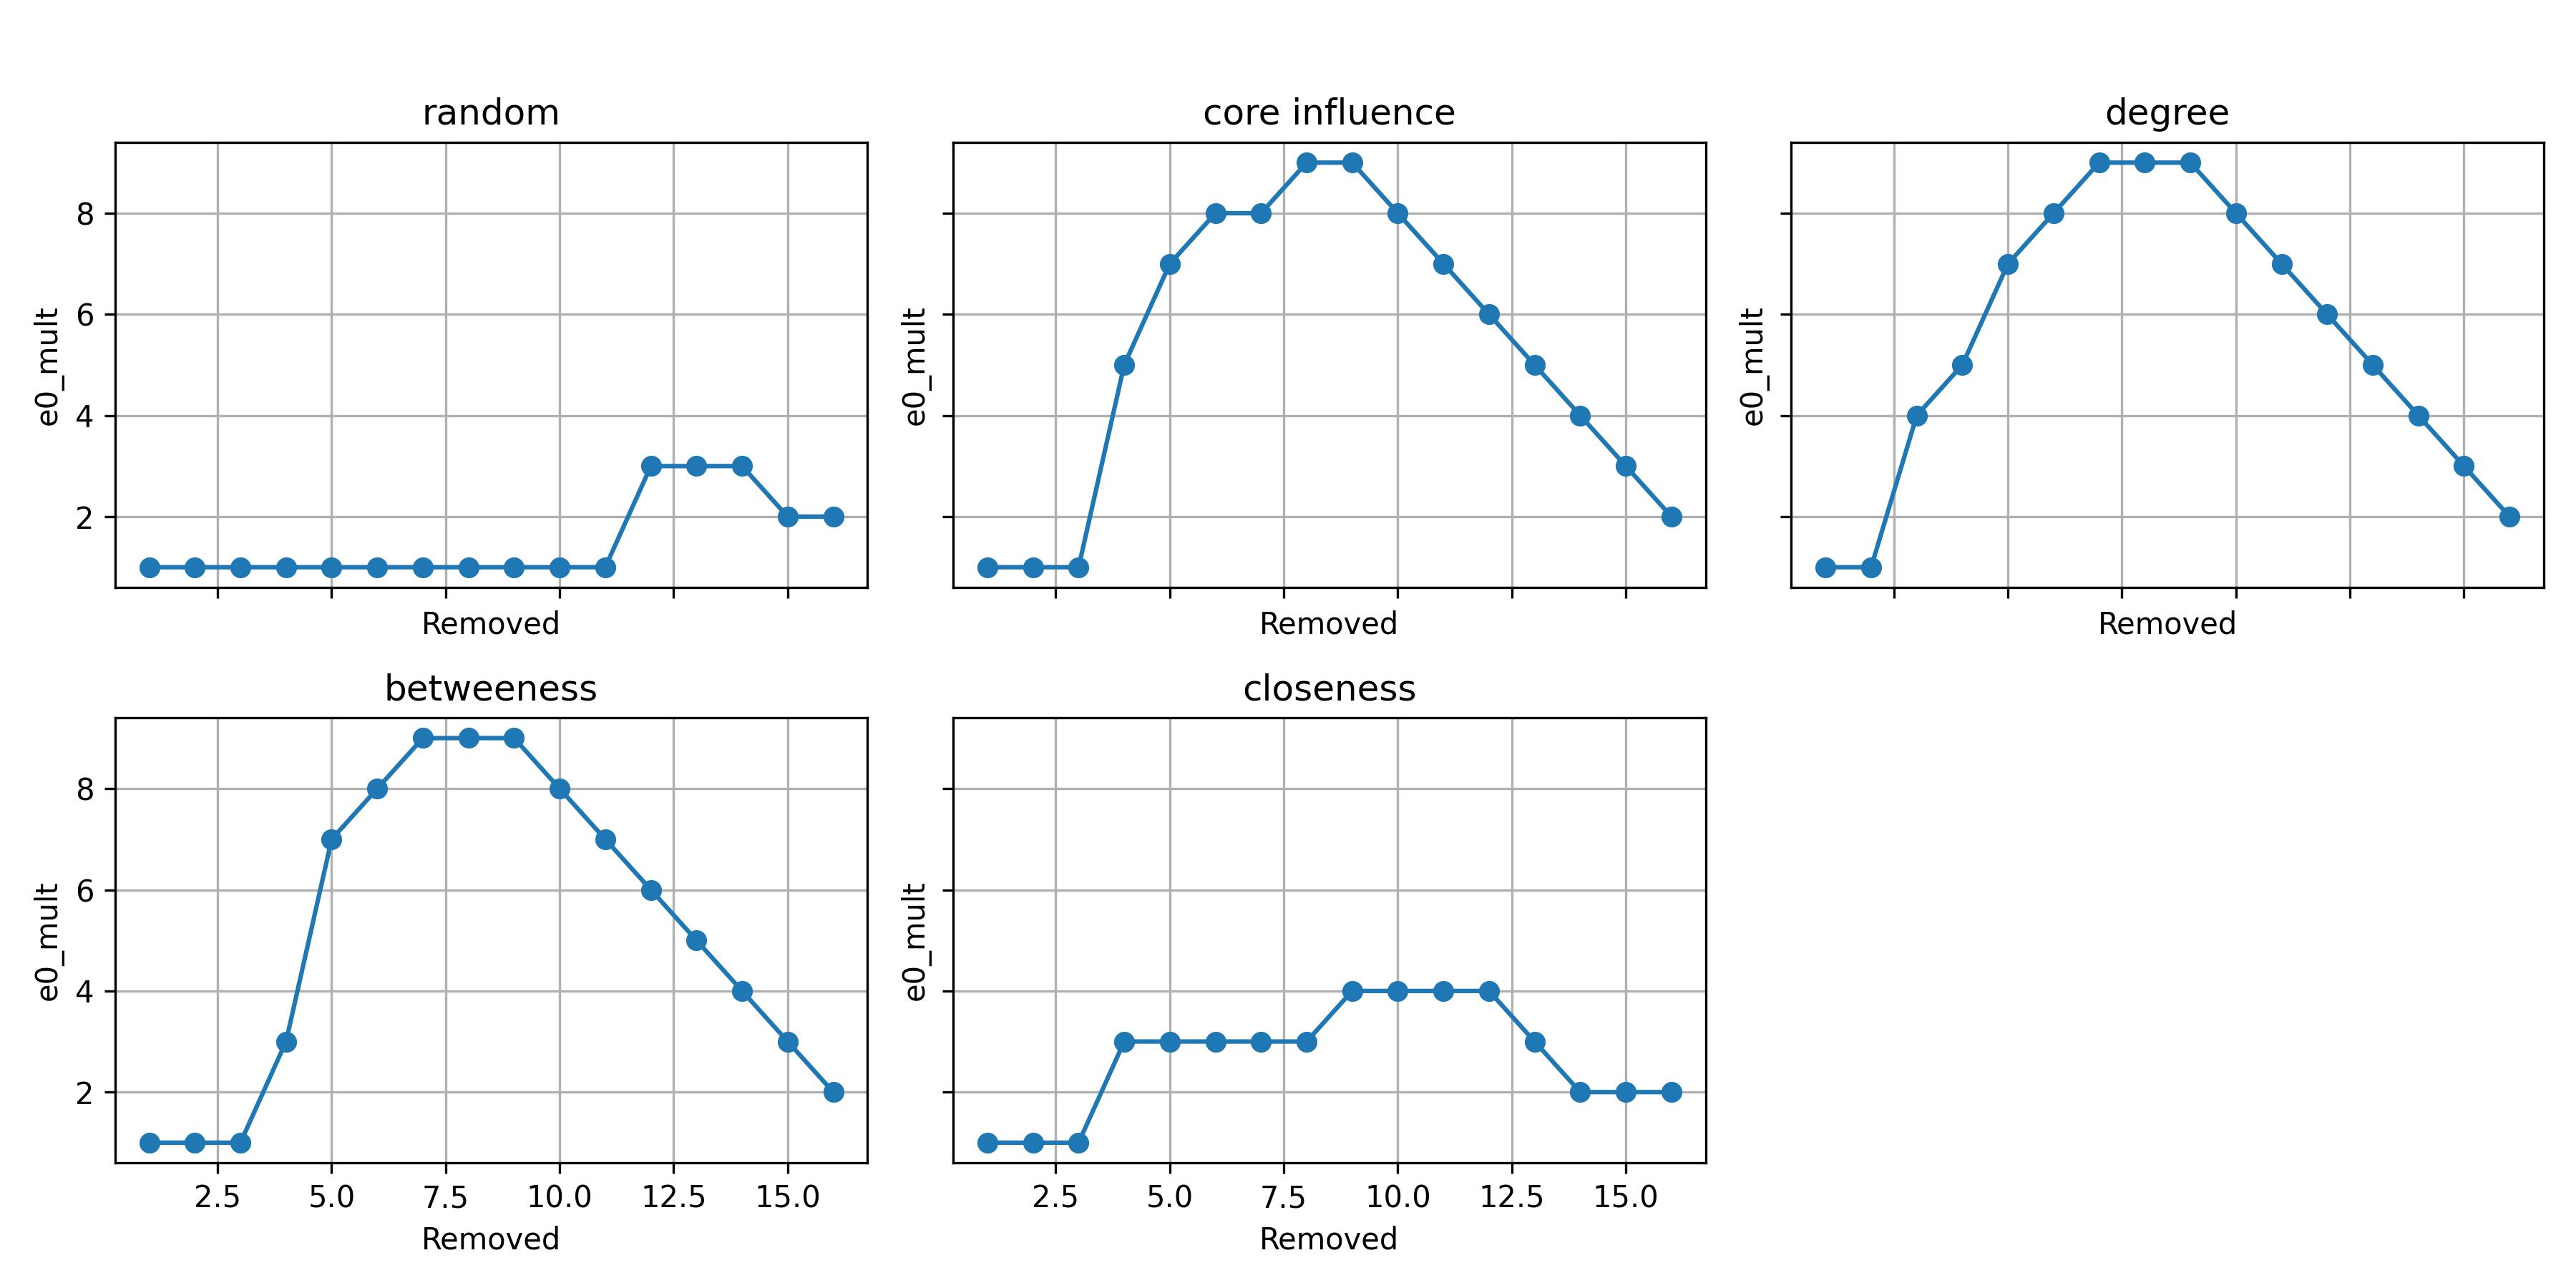 random
core influence
degree
8
6
4
2
e0_mult
e0_mult
e0_mult
Removed
Removed
Removed
betweeness
closeness
8
6
4
2
e0_mult
e0_mult
2.5 5.0 7.5 10.0 12.5 15.0
2.5 5.0 7.5 10.0 12.5 15.0
Removed
Removed